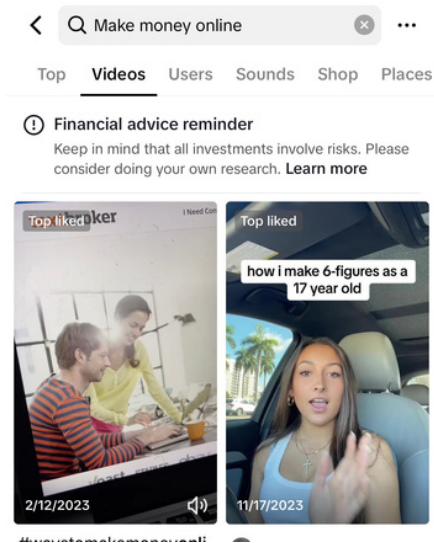 Make money online
Top Videos Users Sounds Shop Places
Financial advice reminder
Keep in mind that all investments involve risks. Please
consider doing your own research. Learn more
Top liked
broker
I Need Con
Top liked
how i make 6-figures as a
17 year old
2/12/2023
11/17/2023